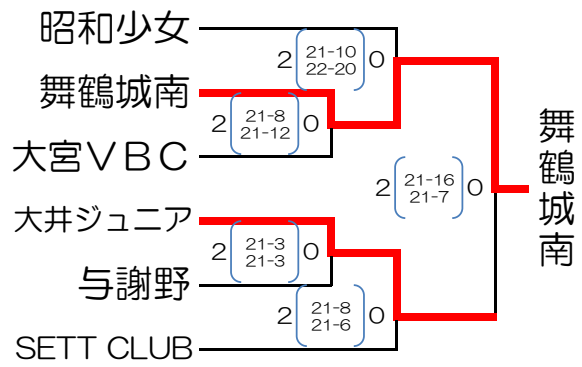 昭和少女
2 21-10 0
22-20
舞鶴城南
2 21-8 0
21-12
大宮VBC
2 21-16 0
21-7
舞鶴城南
大井ジュニア
2 21-3 0
21-3
与謝野
2 21-8 0
21-6
SETT CLUB